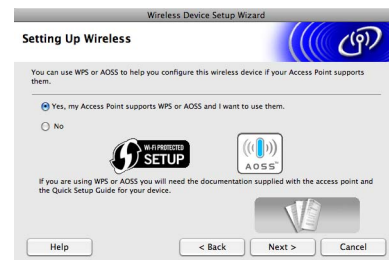 Wireless Device Setup Wizard
Setting Up Wireless
You can use WPS or AOSS to help you configure this wireless device if your Access Point supports
them.
Yes, my Access Point supports WPS or AOSS and I want to use them.
No
Wi-Fi PROTECTED
SETUP
AOSS™
If you are using WPS or AOSS you will need the documentation supplied with the access point and
the Quick Setup Guide for your device.
Help
< Back
Next >
Cancel